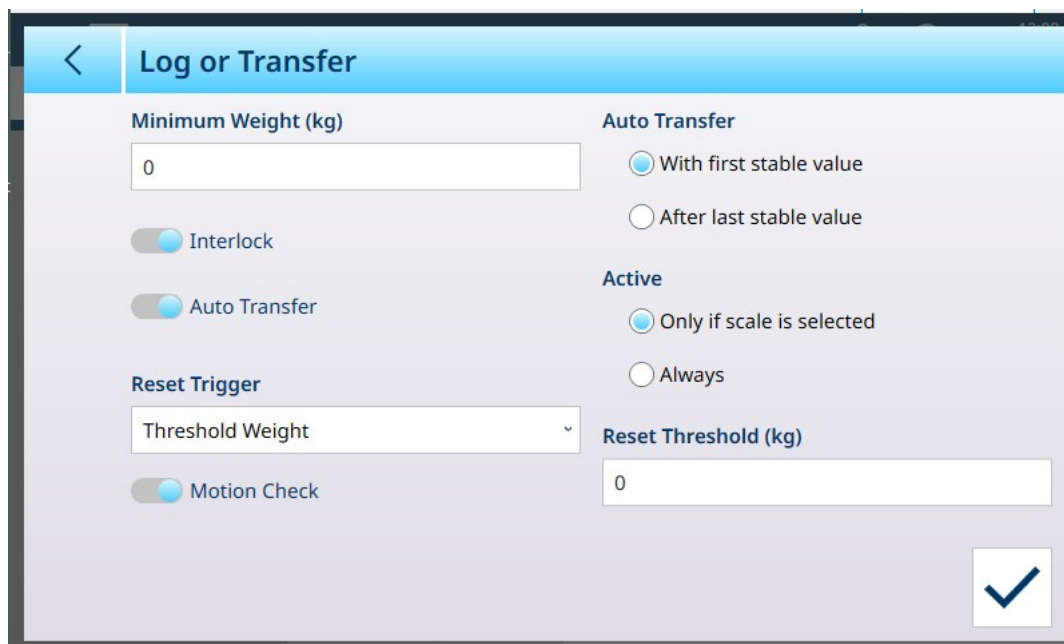 Log or Transfer
Minimum Weight (kg)
0
Interlock
Auto Transfer
Reset Trigger
Threshold Weight
Motion Check
Auto Transfer
With first stable value
After last stable value
Active
Only if scale is selected
Always
Reset Threshold (kg)
0